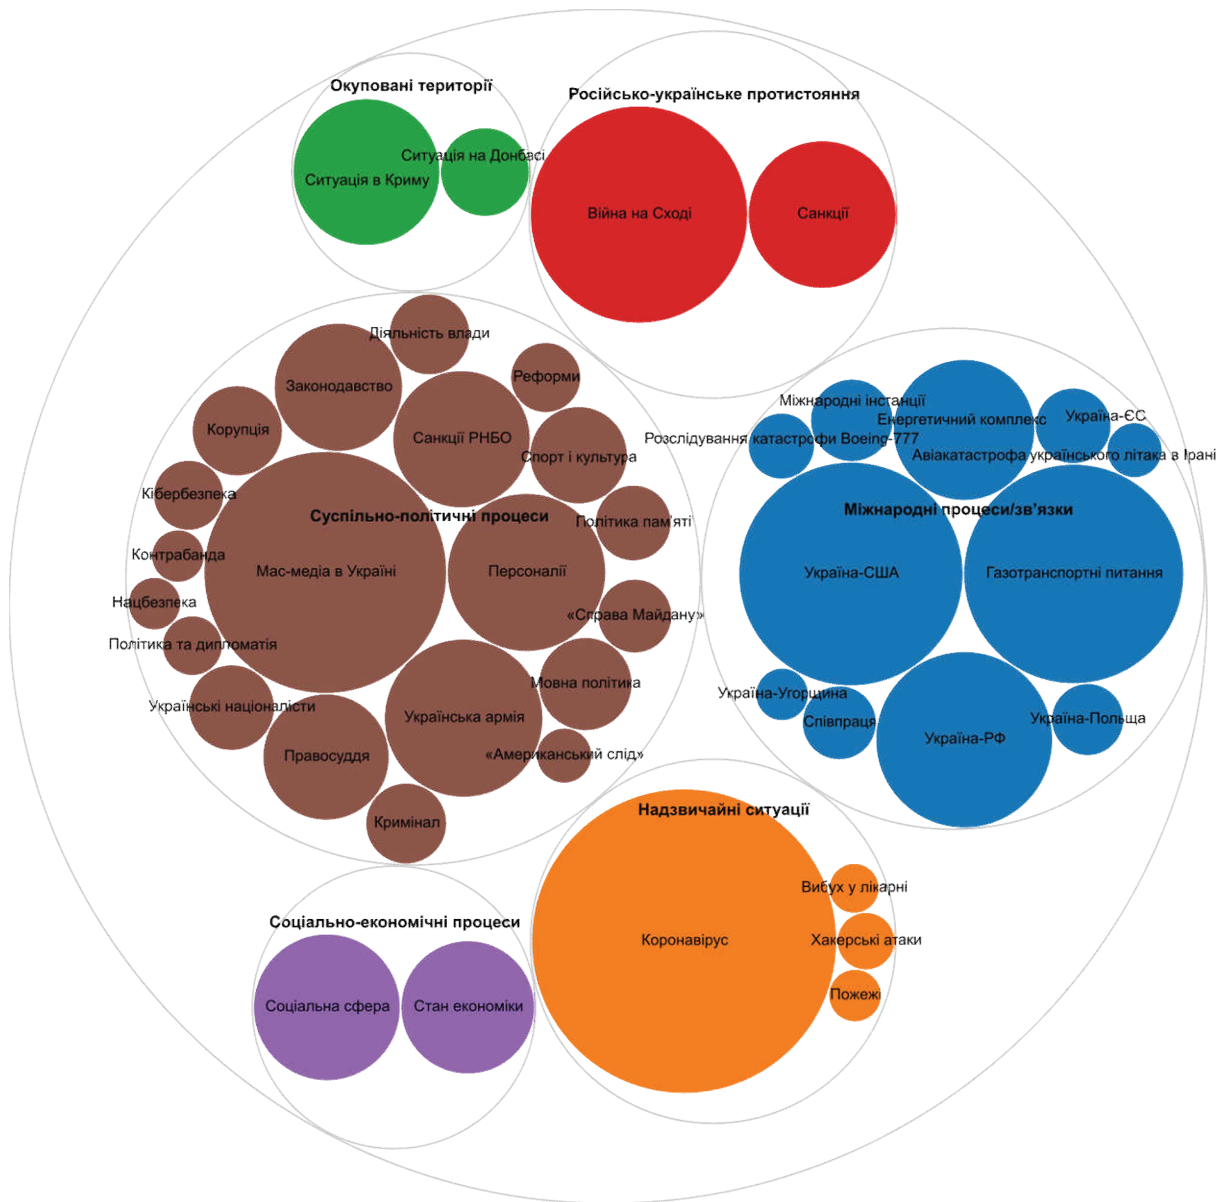 Окуповані території
Ситуація на Донбасі
Ситуація в Криму
Російсько-українське протистояння
Війна на Сході
Санкції
Діяльність влади
Законодавство
Реформи
Корупція
Санкції РНБО
Спорт і культура
Кібербезпека
Суспільно-політичні процеси
Політика пам'яті
Контрабанда
Мас-медіа в Україні
Персоналії
Нацбезпека
«Справа Майдану»
Політика та дипломатія
Мовна політика
Українські націоналісти
Українська армія
Правосуддя
«Американський слід»
Кримінал
Міжнародні інстанції
Енергетичний комплекс
Україна-ЄС
Розслідування катастрофи Boeing-777
Авіакатастрофа українського літака в Ірані
Міжнародні процеси/зв'язки
Україна-США
Газотранспортні питання
Україна-Угорщина
Співпраця
Україна-РФ
Україна-Польща
Надзвичайні ситуації
Вибух у лікарні
Коронавірус
Хакерські атаки
Пожежі
Соціально-економічні процеси
Соціальна сфера
Стан економіки